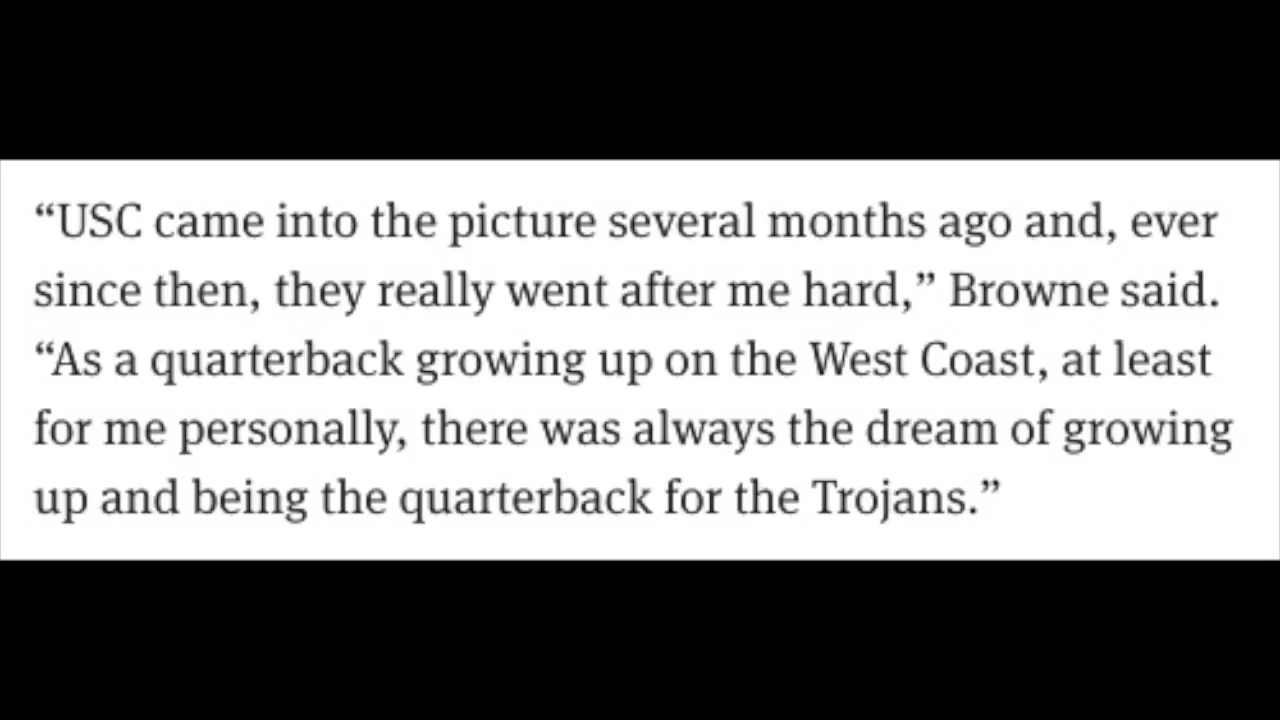 “USC came into the picture several months ago and, ever
since then, they really went after me hard,” Browne said.
“As a quarterback growing up on the West Coast, at least
for me personally, there was always the dream of growing
up and being the quarterback for the Trojans.”